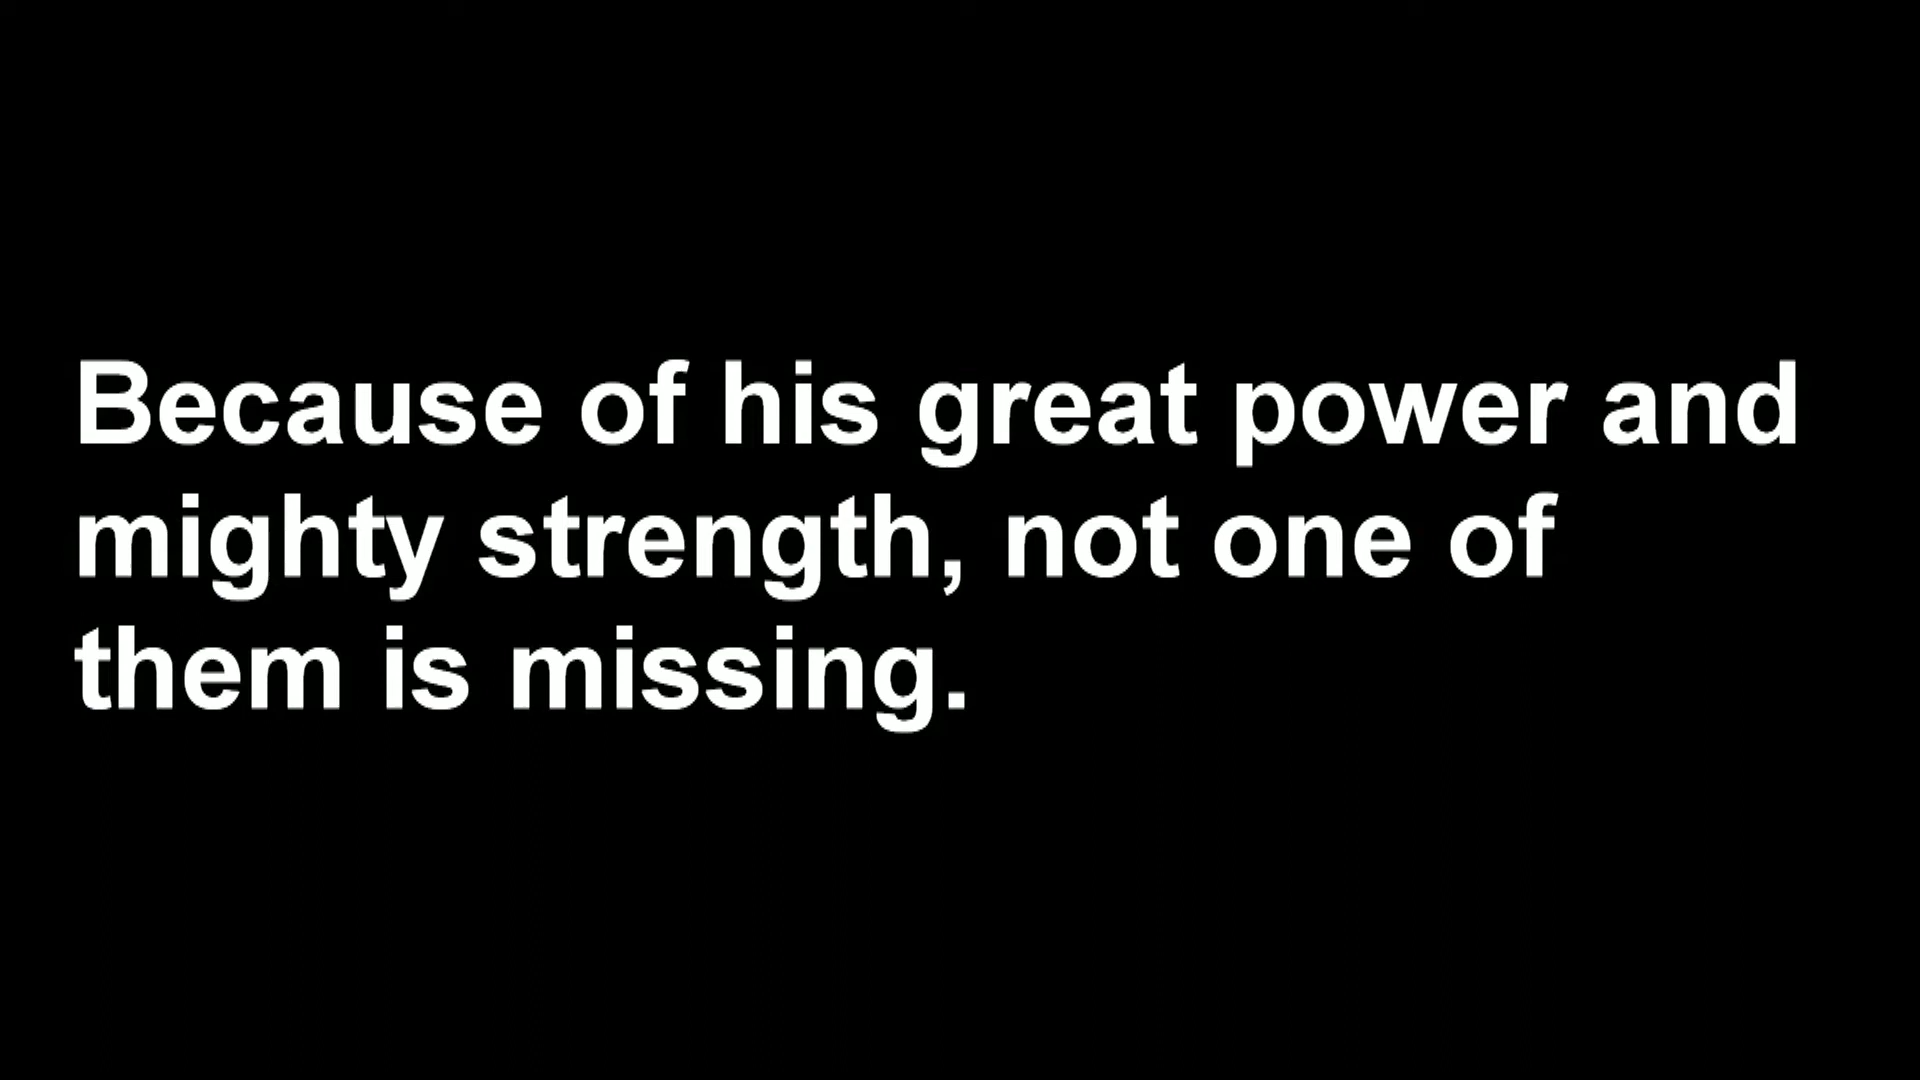 Because of his great power and
mighty strength, not one of
them is missing.